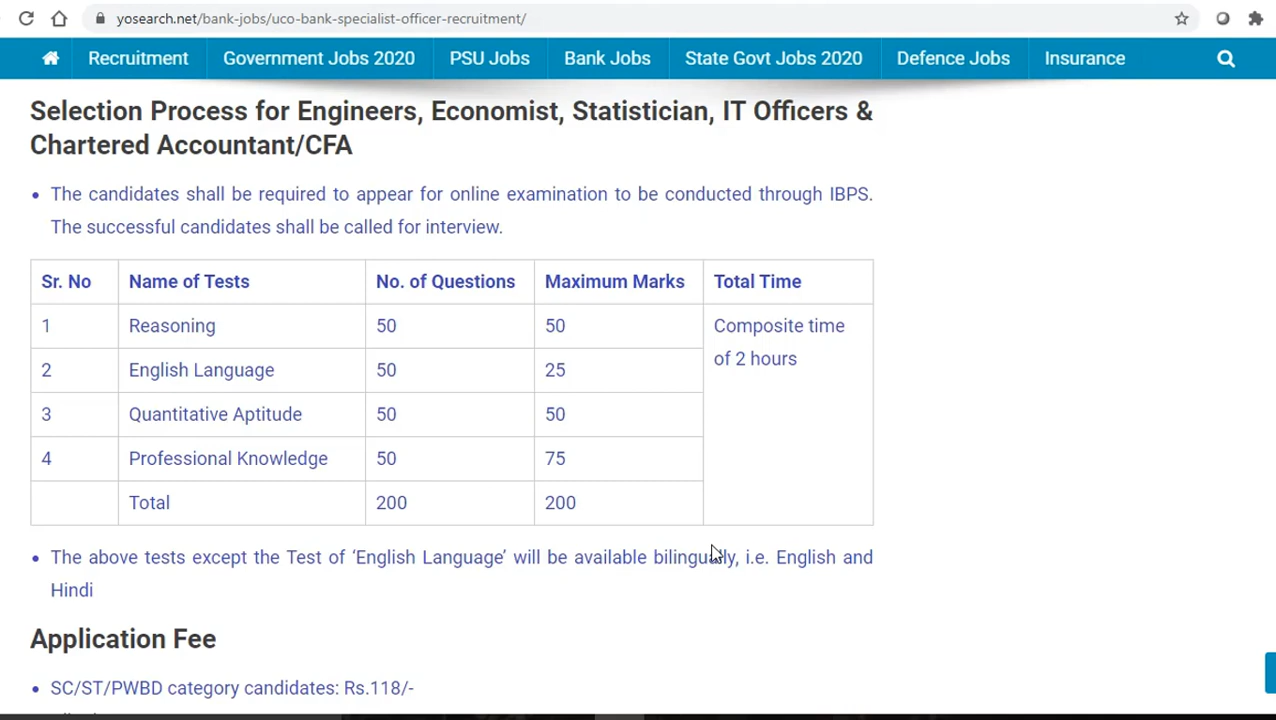 yosearch.net/bank-jobs/uco-bank-specialist-officer-recruitment/
Recruitment Government Jobs 2020 PSU Jobs Bank Jobs State Govt Jobs 2020 Defence Jobs Insurance
Selection Process for Engineers, Economist, Statistician, IT Officers &
Chartered Accountant/CFA
• The candidates shall be required to appear for online examination to be conducted through IBPS.
The successful candidates shall be called for interview.
Sr. No Name of Tests No. of Questions Maximum Marks Total Time
1 Reasoning 50 50 Composite time
of 2 hours
2 English Language 50 25
3 Quantitative Aptitude 50 50
4 Professional Knowledge 50 75
Total 200 200
• The above tests except the Test of ‘English Language’ will be available bilingually, i.e. English and
Hindi
Application Fee
• SC/ST/PWBD category candidates: Rs.118/-